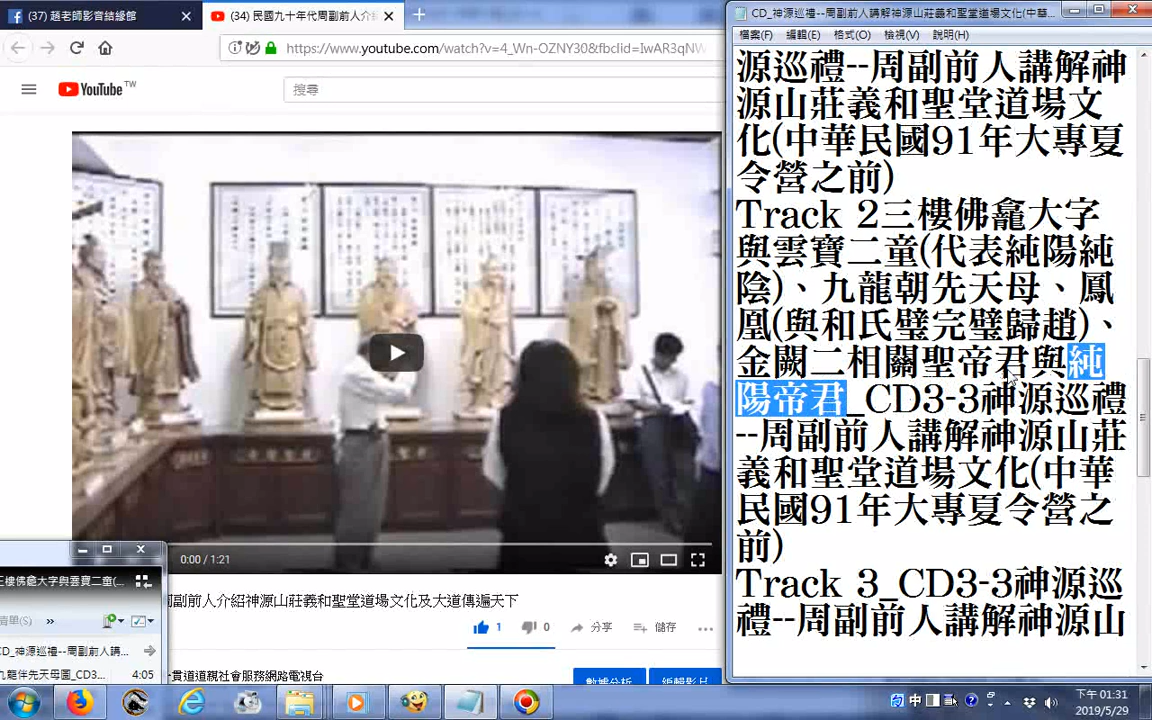 (37) 趙老師影音結緣館
(34) 民國九十年代周副前人介紹
https://www.youtube.com/watch?v=4_Wn-OZNY30&fbclid=IwAR3qNW
YouTube TW
搜尋
0:00 / 1:21
副前人介紹神源山莊義和聖堂道場文化及大道傳遍天下
1
0
分享
儲存
一貫道道親社會服務網路電視台
數據分析
編輯影片
三樓佛龕大字與雲寶二童(...
清單(S)
CD_神源巡禮--周副前人講...
九龍伴先天母圖_CD3... 4:05
CD_神源巡禮--周副前人講解神源山莊義和聖堂道場文化(中華...
檔案(F) 編輯(E) 格式(O) 檢視(V) 說明(H)
源巡禮--周副前人講解神
源山莊義和聖堂道場文
化(中華民國91年大專夏
令營之前)
Track 2三樓佛龕大字
與雲寶二童(代表純陽純
陰)、九龍朝先天母、鳳
凰(與和氏璧完璧歸趙)、
金闕二相關聖帝君與純
陽帝君_CD3-3神源巡禮
--周副前人講解神源山莊
義和聖堂道場文化(中華
民國91年大專夏令營之
前)
Track 3_CD3-3神源巡
禮--周副前人講解神源山
中
下午 01:31
2019/5/29